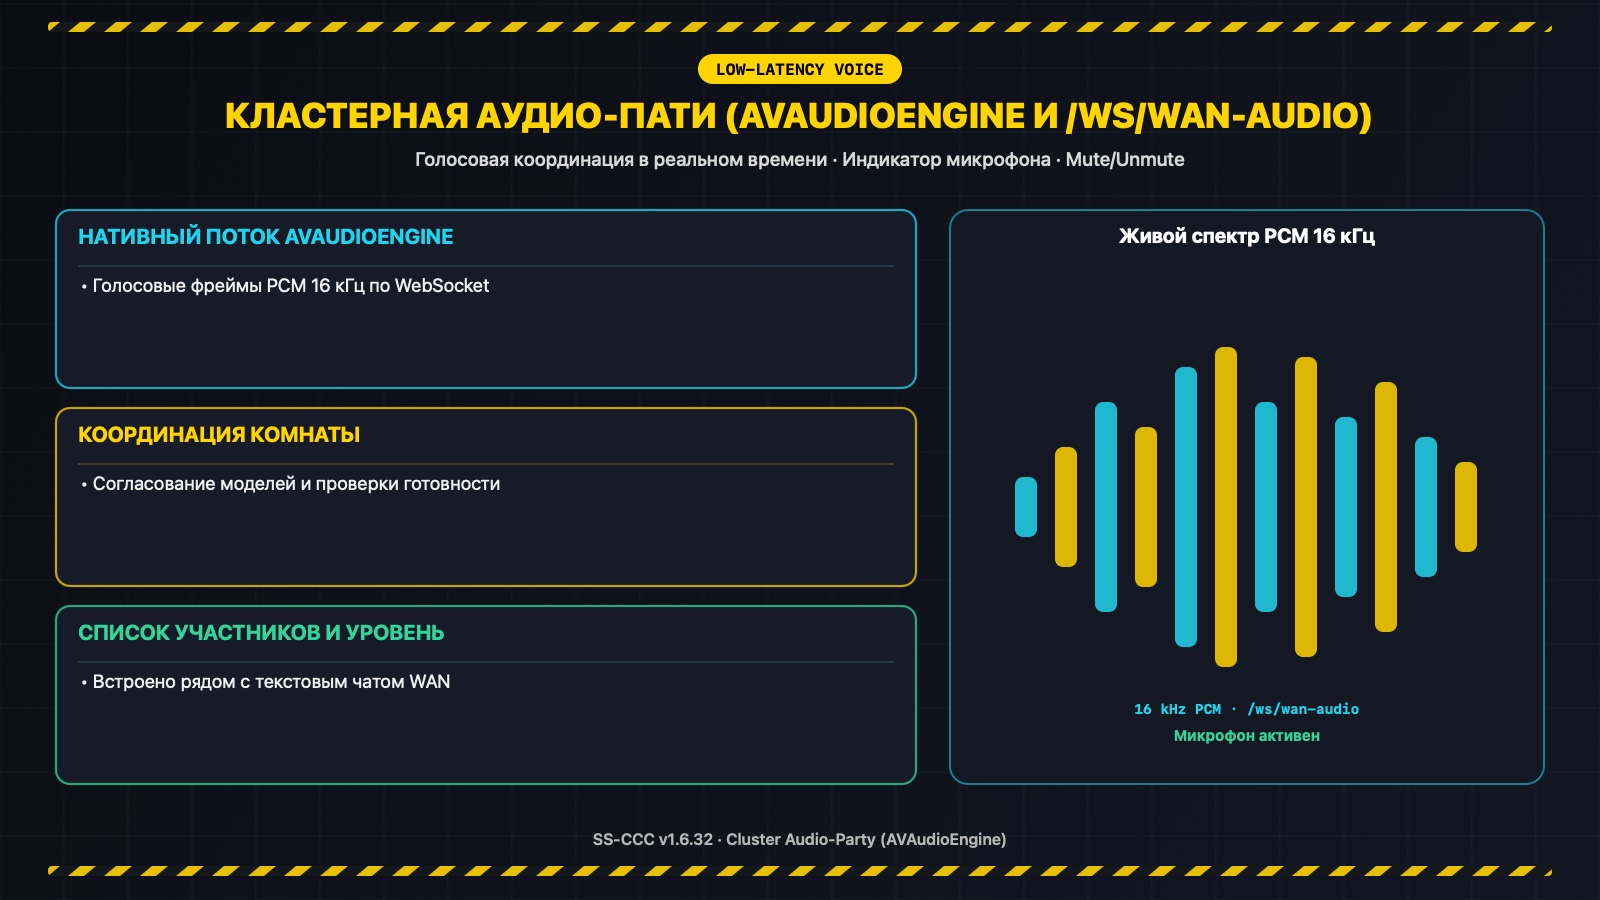 LOW-LATENCY VOICE
КЛАСТЕРНАЯ АУДИО-ПАТИ (AVAUDIOENGINE И /WS/WAN-AUDIO)
Голосовая координация в реальном времени · Индикатор микрофона · Mute/Unmute
НАТИВНЫЙ ПОТОК AVAUDIOENGINE
• Голосовые фреймы PCM 16 кГц по WebSocket
КООРДИНАЦИЯ КОМНАТЫ
• Согласование моделей и проверки готовности
СПИСОК УЧАСТНИКОВ И УРОВЕНЬ
• Встроено рядом с текстовым чатом WAN
Живой спектр PCM 16 кГц
16 kHz PCM · /ws/wan-audio
Микрофон активен
SS-CCC v1.6.32 · Cluster Audio-Party (AVAudioEngine)